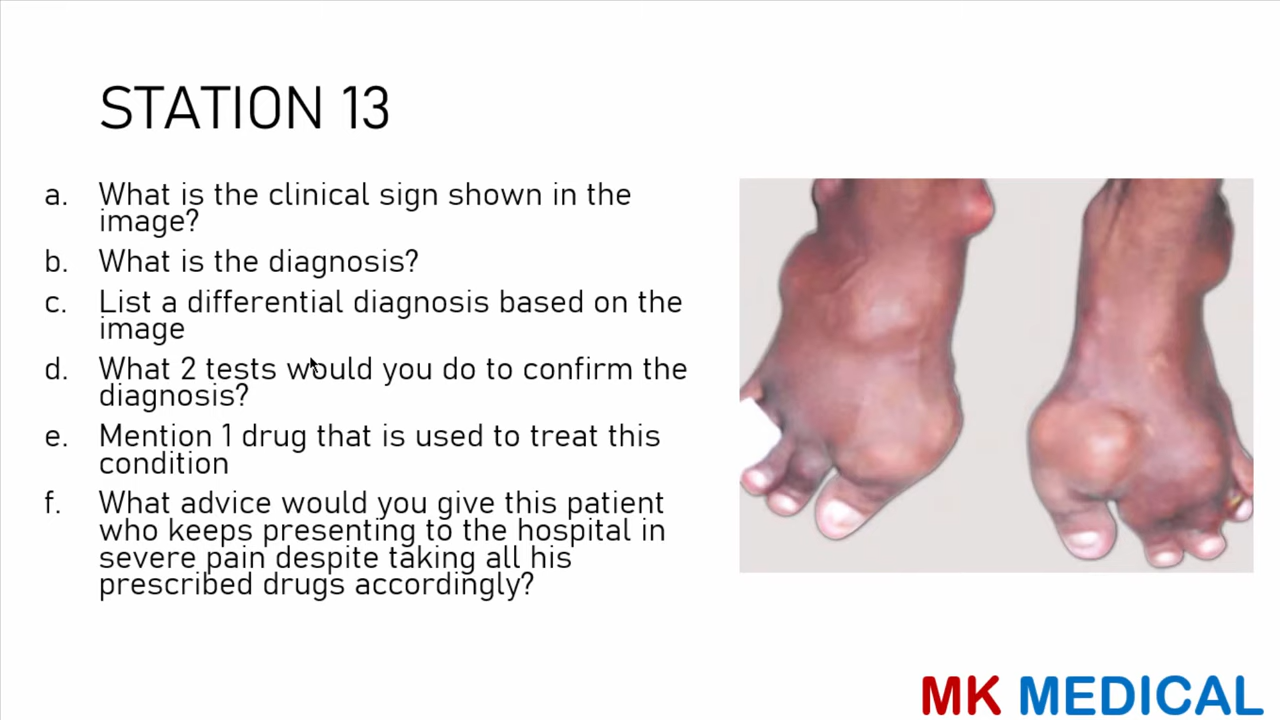 STATION 13
a. What is the clinical sign shown in the
image?
b. What is the diagnosis?
c. List a differential diagnosis based on the
image
d. What 2 tests would you do to confirm the
diagnosis?
e. Mention 1 drug that is used to treat this
condition
f. What advice would you give this patient
who keeps presenting to the hospital in
severe pain despite taking all his
prescribed drugs accordingly?
MK MEDICAL